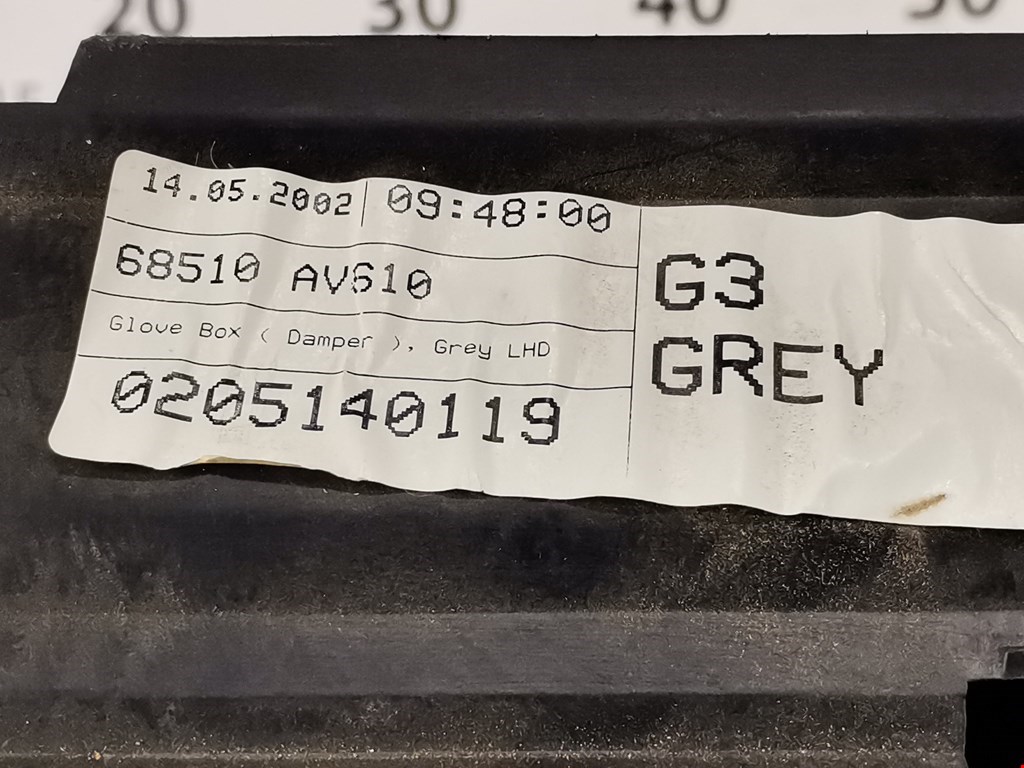 20 30 40 50
14.05.2002 09:48:00
68510 AV610
Glove Box ( Damper ), Grey LHD
0205140119
G3
GREY